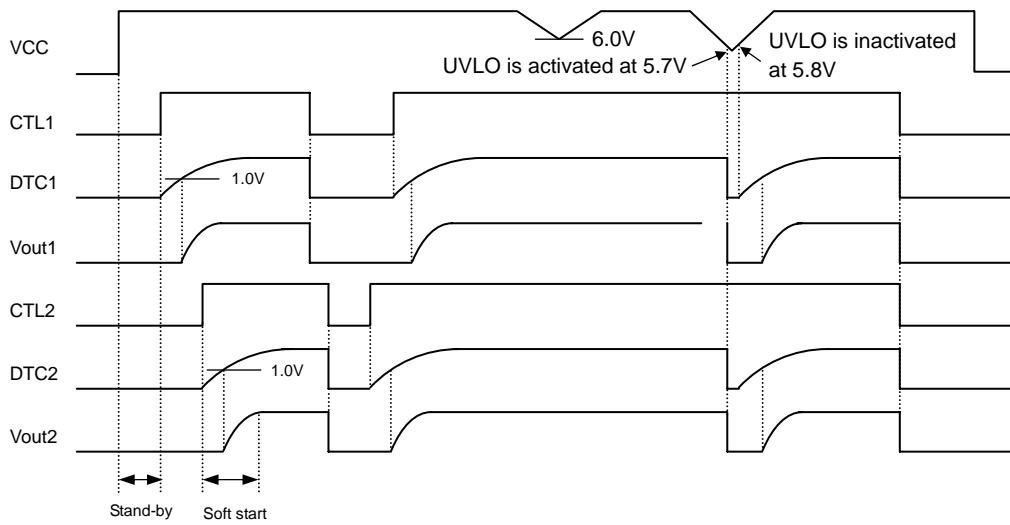 VCC
6.0V
UVLO is activated at 5.7V
UVLO is inactivated
at 5.8V
CTL1
DTC1
1.0V
Vout1
CTL2
DTC2
1.0V
Vout2
Stand-by
Soft start